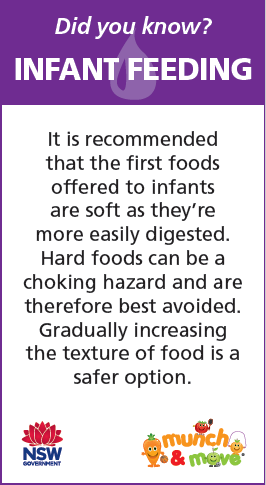 Did you know?
INFANT FEEDING
It is recommended
that the first foods
offered to infants
are soft as they’re
more easily digested.
Hard foods can be a
choking hazard and are
therefore best avoided.
Gradually increasing
the texture of food is a
safer option.
NSW
GOVERNMENT
munch
& move